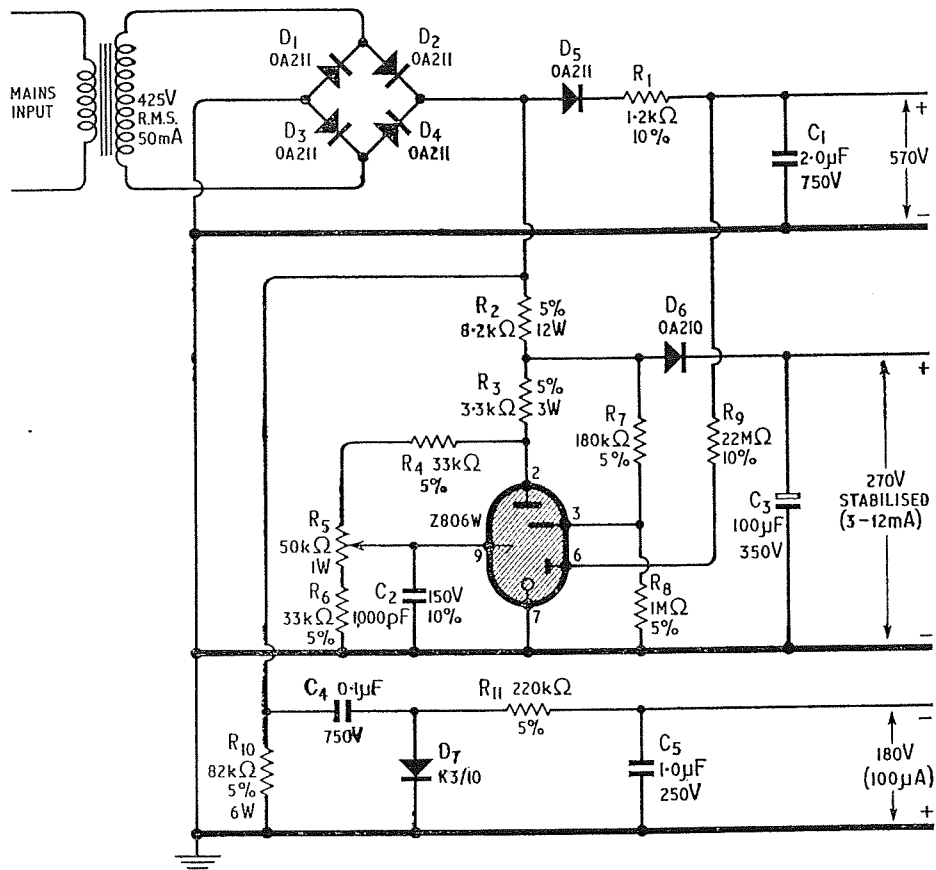 MAINS
INPUT
425V
R.M.S.
50mA
D1
OA211
D2
OA211
D3
OA211
D4
OA211
D5
OA211
R1
1·2kΩ
10%
C1
2·0µF
750V
+
570V
−
R2
8·2kΩ
5%
12W
D6
OA210
R3
3·3kΩ
5%
3W
R4 33kΩ
5%
R7
180kΩ
5%
R9
22MΩ
10%
+
270V
STABILISED
(3-12mA)
−
C3
100µF
350V
Z806W
2
3
6
7
9
R5
50kΩ
1W
R6
33kΩ
5%
C2
1,000pF
150V
10%
R8
1MΩ
5%
C4 0·1µF
750V
R11 220kΩ
5%
D7
K3/10
R10
82kΩ
5%
6W
C5
1·0µF
250V
−
180V
(100µA)
+